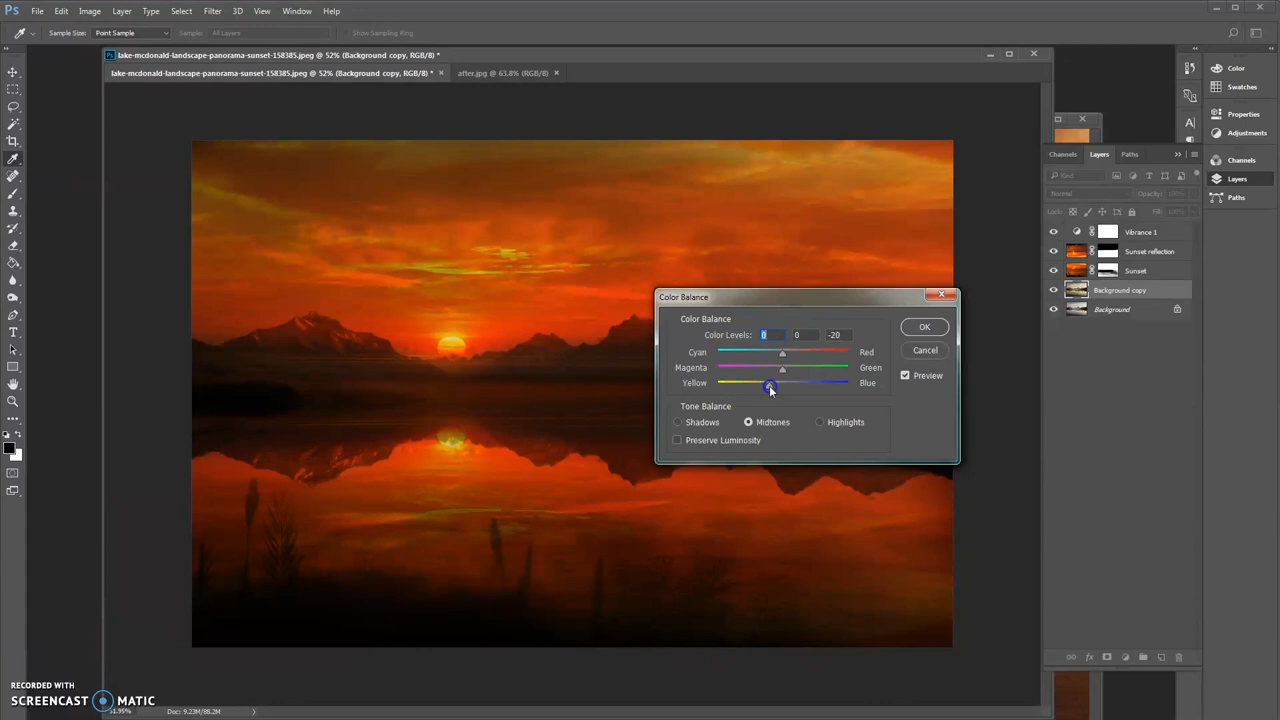 Ps File Edit Image Layer Type Select Filter 3D View Window Help
Sample Size: Point Sample Sample: All Layers Show Sampling Ring
Ps lake-mcdonald-landscape-panorama-sunset-158385.jpeg @ 52% (Background copy, RGB/8) *
lake-mcdonald-landscape-panorama-sunset-158385.jpeg @ 52% (Background copy, RGB/8) * × after.jpg @ 63.8% (RGB/8) ×
Color
Swatches
Properties
Adjustments
Channels
Layers
Paths
Channels Layers Paths
Kind
Normal Opacity: 100%
Lock: Fill: 100%
Vibrance 1
Sunset reflection
Sunset
Background copy
Background
Color Balance
Color Balance
Color Levels: 0 0 -20
Cyan Red
Magenta Green
Yellow Blue
Tone Balance
Shadows Midtones Highlights
Preserve Luminosity
OK
Cancel
Preview
RECORDED WITH
SCREENCAST MATIC
Doc: 9.23M/88.2M